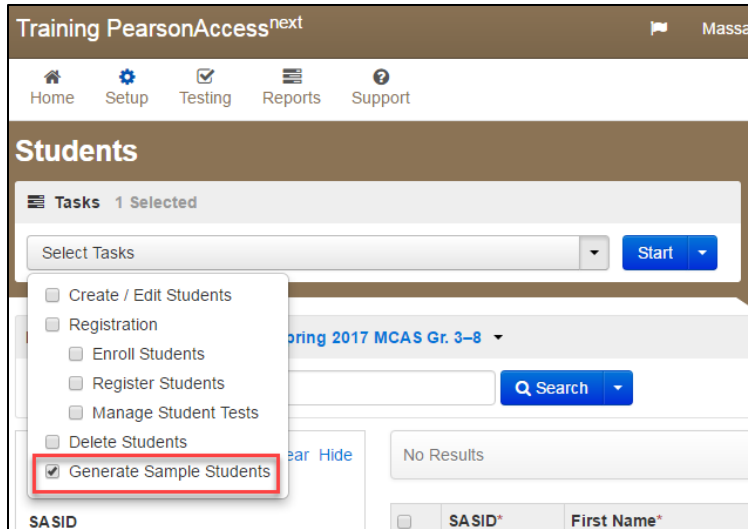 Training PearsonAccessnext
Massa
Home Setup Testing Reports Support
Students
Tasks 1 Selected
Select Tasks Start
Create / Edit Students
Registration
Enroll Students
Register Students
Manage Student Tests
Delete Students
Generate Sample Students
pring 2017 MCAS Gr. 3–8
Search
ear Hide
No Results
SASID
SASID* First Name*